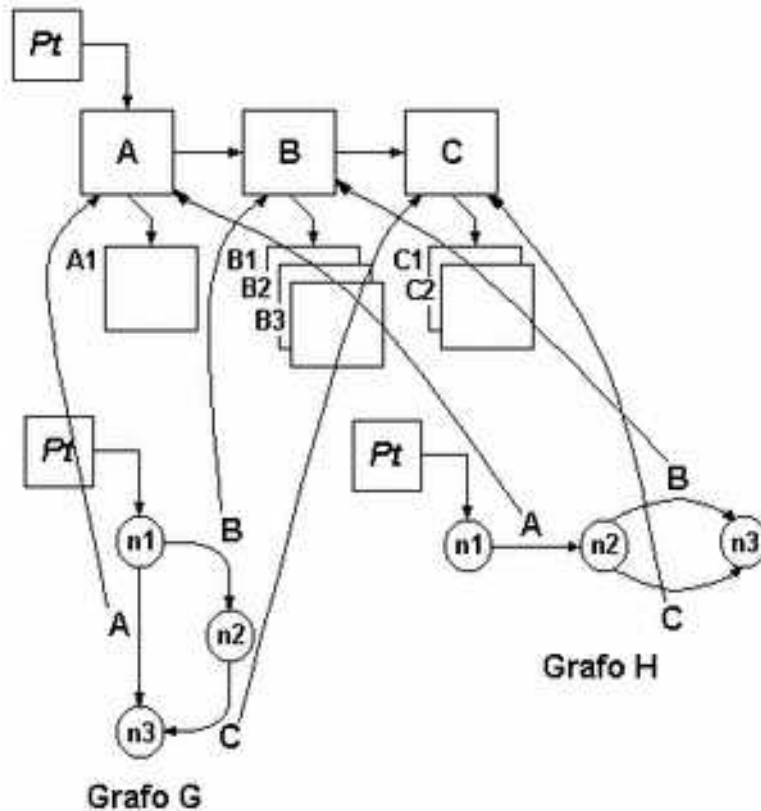 Pt
A B C
A1 B1 C1
B2 C2
B3
Pt Pt
B
n1 B A n1 n2 n3
A n2 C
Grafo H
n3 C
Grafo G